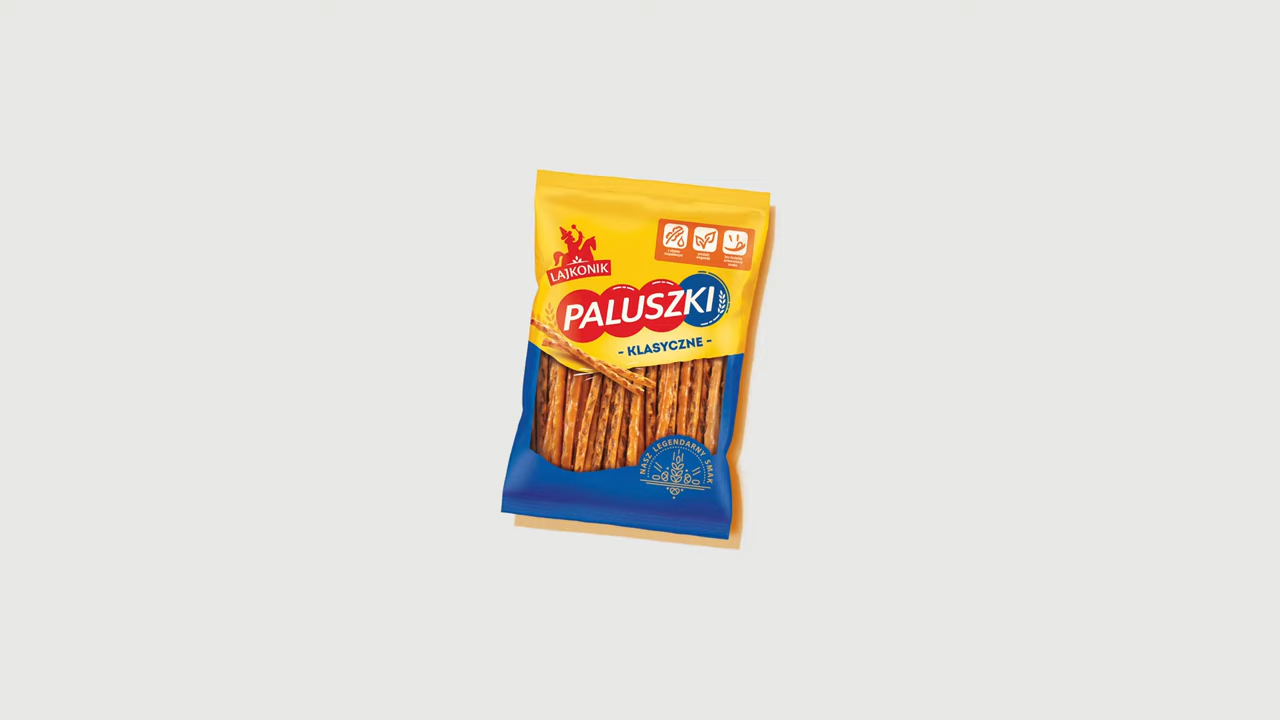 LAJKONIK
PALUSZKI
- KLASYCZNE -
NASZ LEGENDARNY SMAK